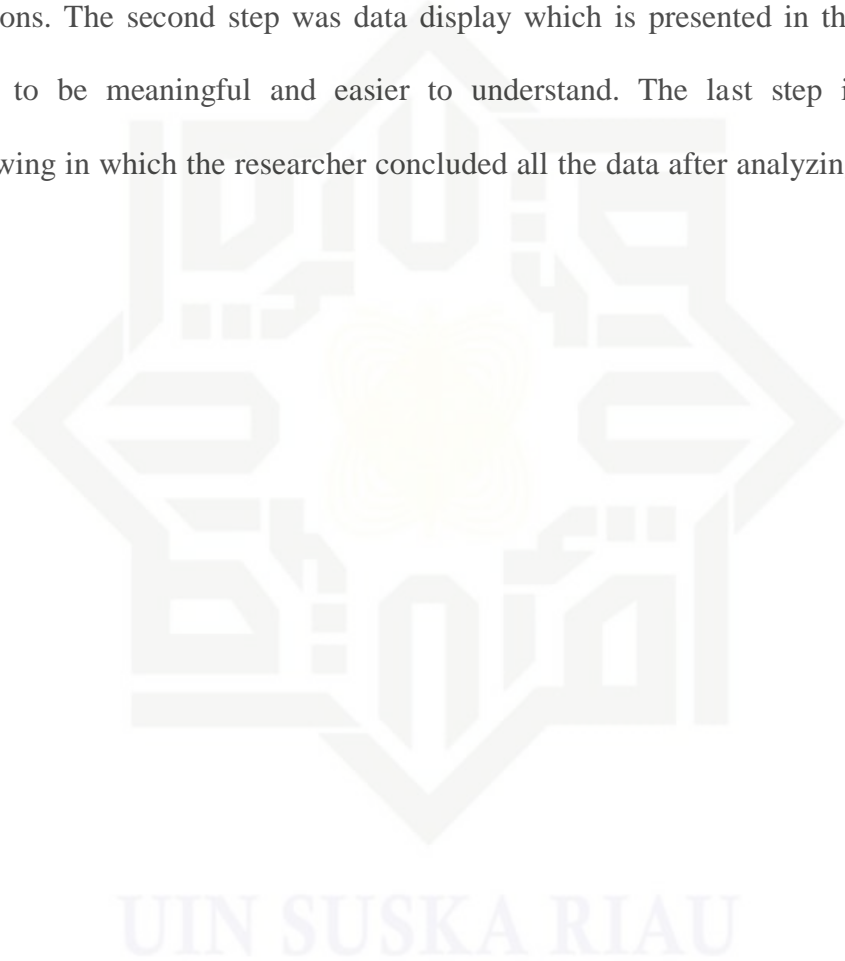 ons. The second step was data display which is presented in th
to be meaningful and easier to understand. The last step i
wing in which the researcher concluded all the data after analyzin
UIN SUSKA RIAU